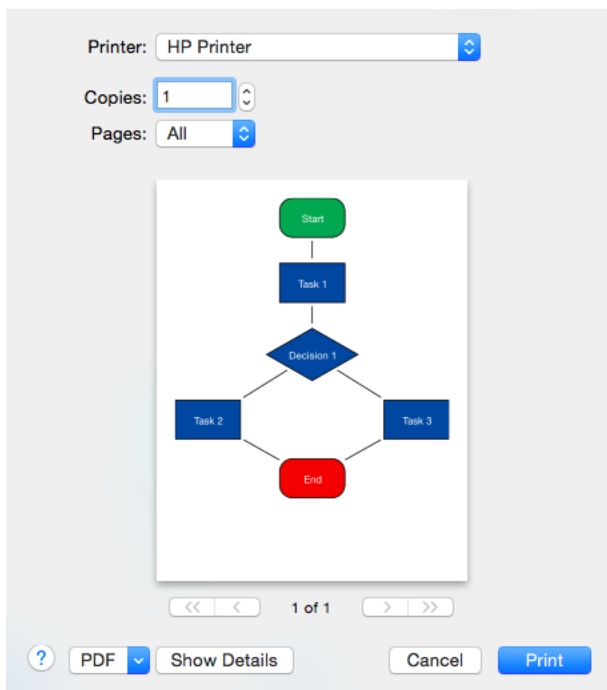 Printer: HP Printer
Copies: 1
Pages: All
Start
Task 1
Decision 1
Task 2 Task 3
End
<< < 1 of 1 > >>
? PDF Show Details Cancel Print